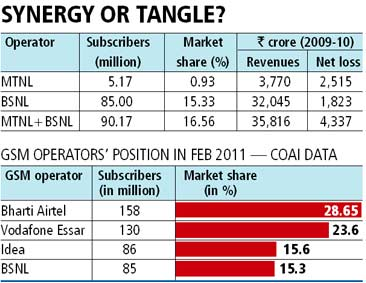 SYNERGY OR TANGLE?
Operator Subscribers Market ₹ crore (2009-10)
(million) share (%) Revenues Net loss
MTNL 5.17 0.93 3,770 2,515
BSNL 85.00 15.33 32,045 1,823
MTNL+BSNL 90.17 16.56 35,816 4,337
GSM OPERATORS' POSITION IN FEB 2011 — COAI DATA
GSM operator Subscribers Market share
(in million) (in %)
Bharti Airtel 158 28.65
Vodafone Essar 130 23.6
Idea 86 15.6
BSNL 85 15.3